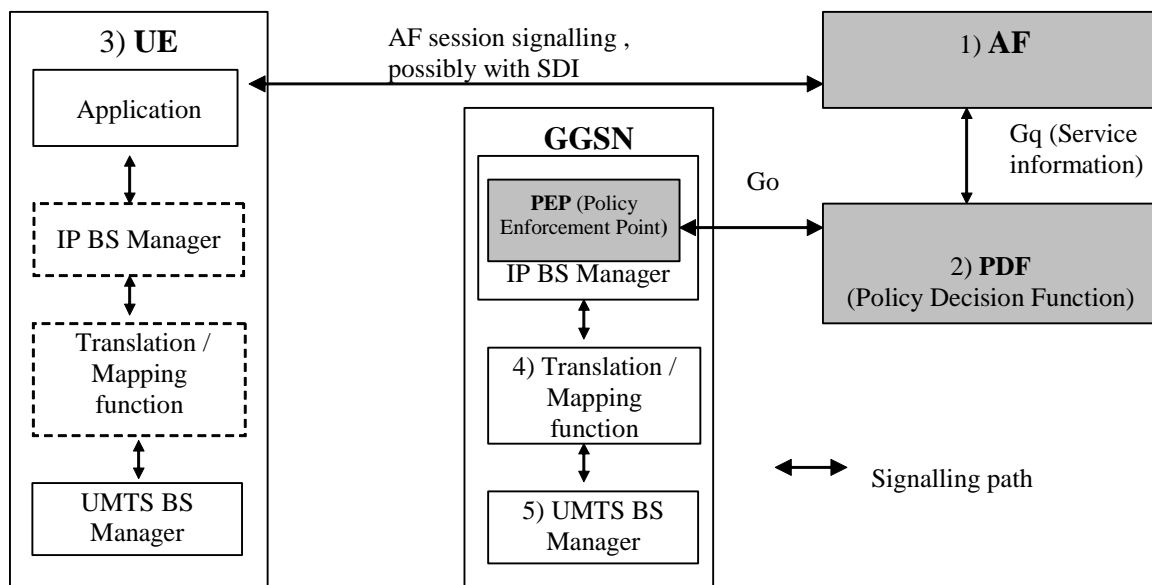 3) UE
Application
IP BS Manager
Translation /
Mapping
function
UMTS BS
Manager
AF session signalling ,
possibly with SDI
GGSN
PEP (Policy
Enforcement Point)
IP BS Manager
4) Translation /
Mapping
function
5) UMTS BS
Manager
Go
1) AF
Gq (Service
information)
2) PDF
(Policy Decision Function)
Signalling path